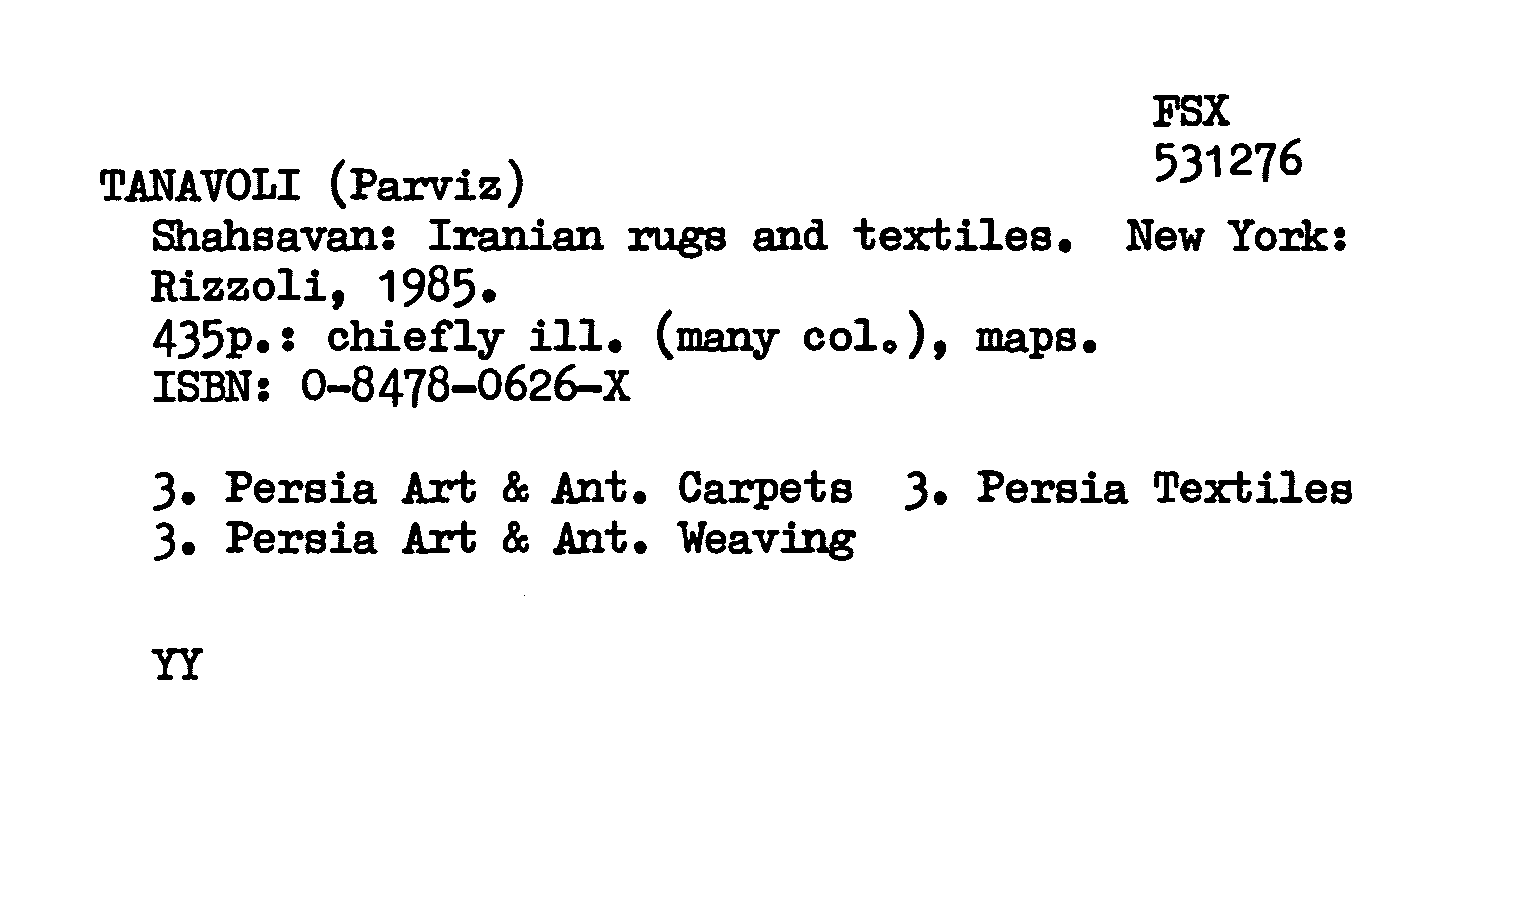 FSX
531276
TANAVOLI (Parviz)
Shahsavan: Iranian rugs and textiles. New York:
Rizzoli, 1985.
435p.: chiefly ill. (many col.), maps.
ISBN: 0-8478-0626-X
3. Persia Art & Ant. Carpets 3. Persia Textiles
3. Persia Art & Ant. Weaving
YY